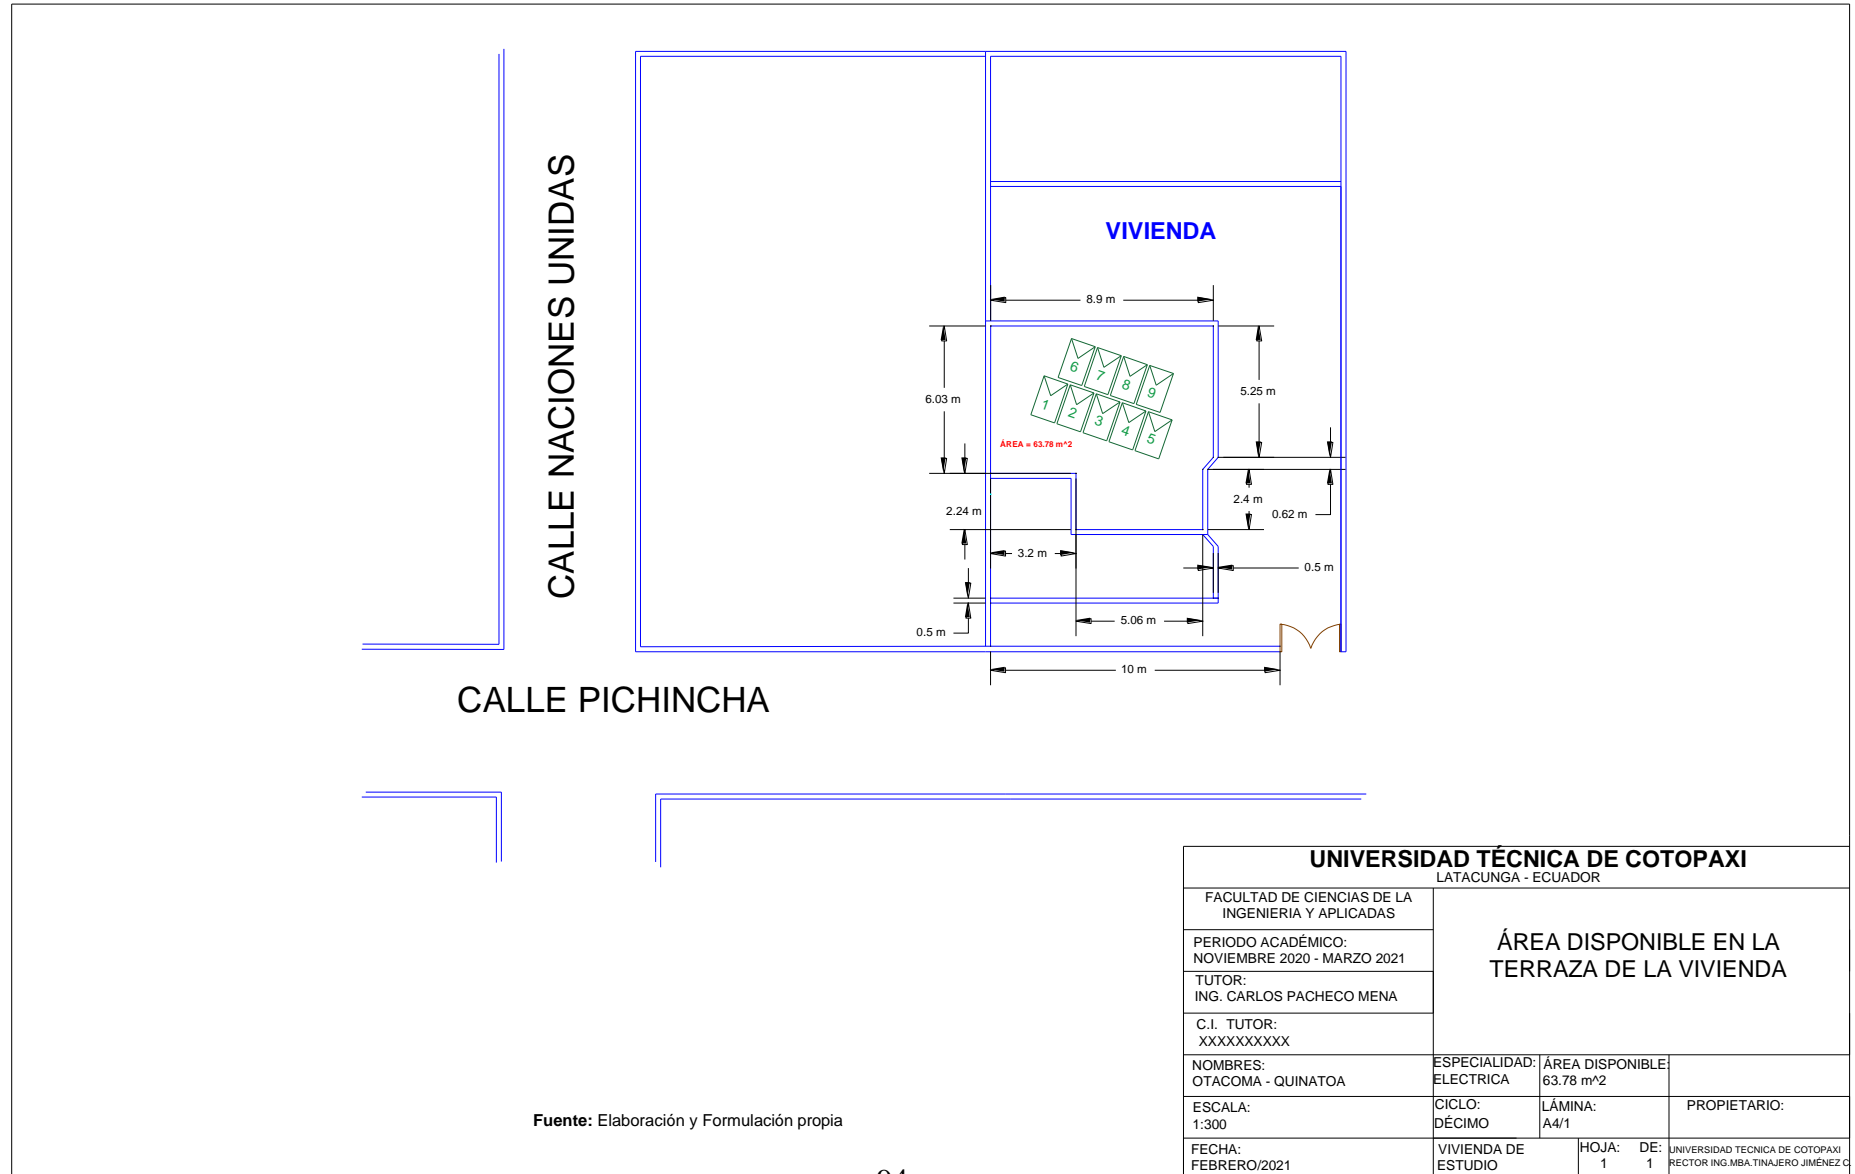 CALLE NACIONES UNIDAS
VIVIENDA
8.9 m
6.03 m
5.25 m
6
7
8
9
1
2
3
4
5
ÁREA = 63.78 m^2
2.24 m
2.4 m
0.62 m
3.2 m
0.5 m
5.06 m
0.5 m
10 m
CALLE PICHINCHA
UNIVERSIDAD TÉCNICA DE COTOPAXI
LATACUNGA - ECUADOR
FACULTAD DE CIENCIAS DE LA
INGENIERIA Y APLICADAS
PERIODO ACADÉMICO:
NOVIEMBRE 2020 - MARZO 2021
TUTOR:
ING. CARLOS PACHECO MENA
C.I. TUTOR:
XXXXXXXXXX
ÁREA DISPONIBLE EN LA
TERRAZA DE LA VIVIENDA
NOMBRES:
OTACOMA - QUINATOA
ESPECIALIDAD:
ELECTRICA
ÁREA DISPONIBLE:
63.78 m^2
ESCALA:
1:300
CICLO:
DÉCIMO
LÁMINA:
A4/1
PROPIETARIO:
FECHA:
FEBRERO/2021
VIVIENDA DE
ESTUDIO
HOJA: DE:
1 1
UNIVERSIDAD TECNICA DE COTOPAXI
RECTOR ING.MBA.TINAJERO JIMÉNEZ C
Fuente: Elaboración y Formulación propia